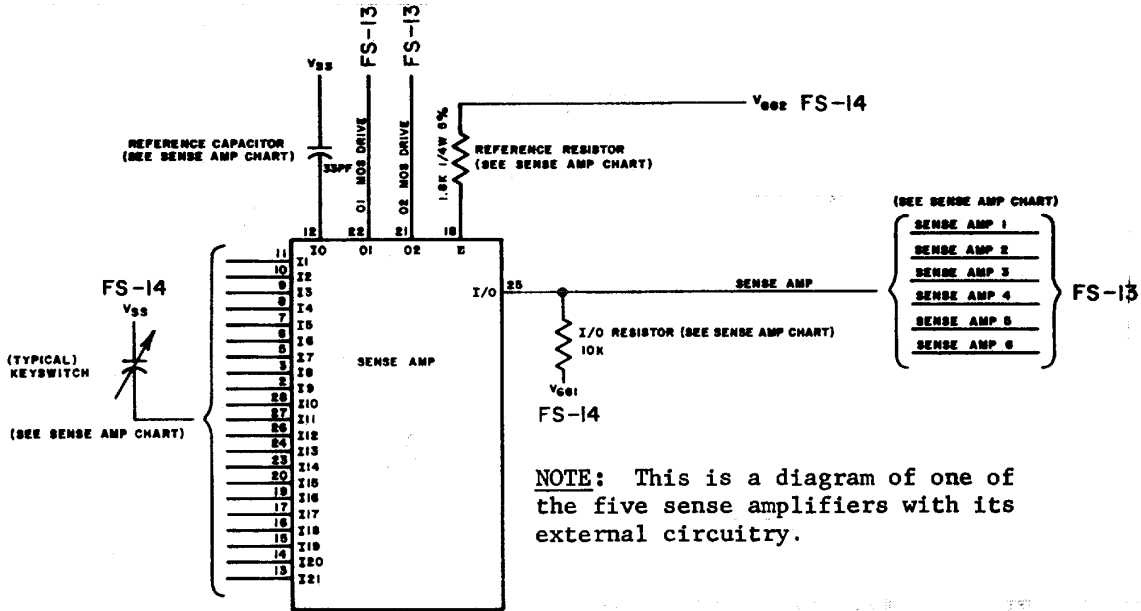 FS-13
FS-13
VSS
VGG2 FS-14
REFERENCE CAPACITOR
(SEE SENSE AMP CHART)
33PF
O1 MOS DRIVE
O2 MOS DRIVE
1.8K 1/4W 5%
REFERENCE RESISTOR
(SEE SENSE AMP CHART)
12 22 21 18
IO O1 O2 E
11 I1
10 I2
9 I3
8 I4
7 I5
6 I6
5 I7
3 I8
2 I9
28 I10
27 I11
26 I12
24 I13
23 I14
20 I15
19 I16
17 I17
16 I18
15 I19
14 I20
13 I21
FS-14
VSS
(TYPICAL)
KEYSWITCH
(SEE SENSE AMP CHART)
SENSE AMP
I/O 25
SENSE AMP
I/O RESISTOR (SEE SENSE AMP CHART)
10K
VGG1
FS-14
(SEE SENSE AMP CHART)
SENSE AMP 1
SENSE AMP 2
SENSE AMP 3
SENSE AMP 4
SENSE AMP 5
SENSE AMP 6
FS-13
NOTE: This is a diagram of one of
the five sense amplifiers with its
external circuitry.